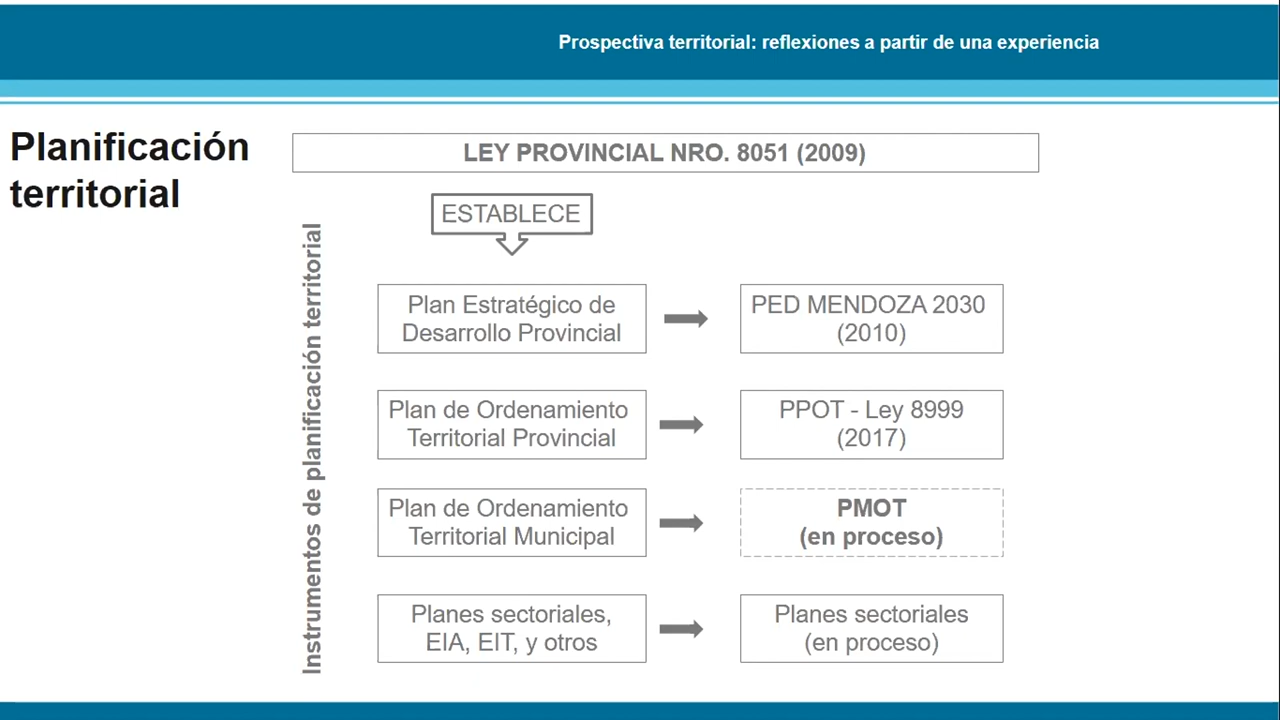 Prospectiva territorial: reflexiones a partir de una experiencia
Planificación
territorial
LEY PROVINCIAL NRO. 8051 (2009)
ESTABLECE
Instrumentos de planificación territorial
Plan Estratégico de
Desarrollo Provincial
PED MENDOZA 2030
(2010)
Plan de Ordenamiento
Territorial Provincial
PPOT - Ley 8999
(2017)
Plan de Ordenamiento
Territorial Municipal
PMOT
(en proceso)
Planes sectoriales,
EIA, EIT, y otros
Planes sectoriales
(en proceso)